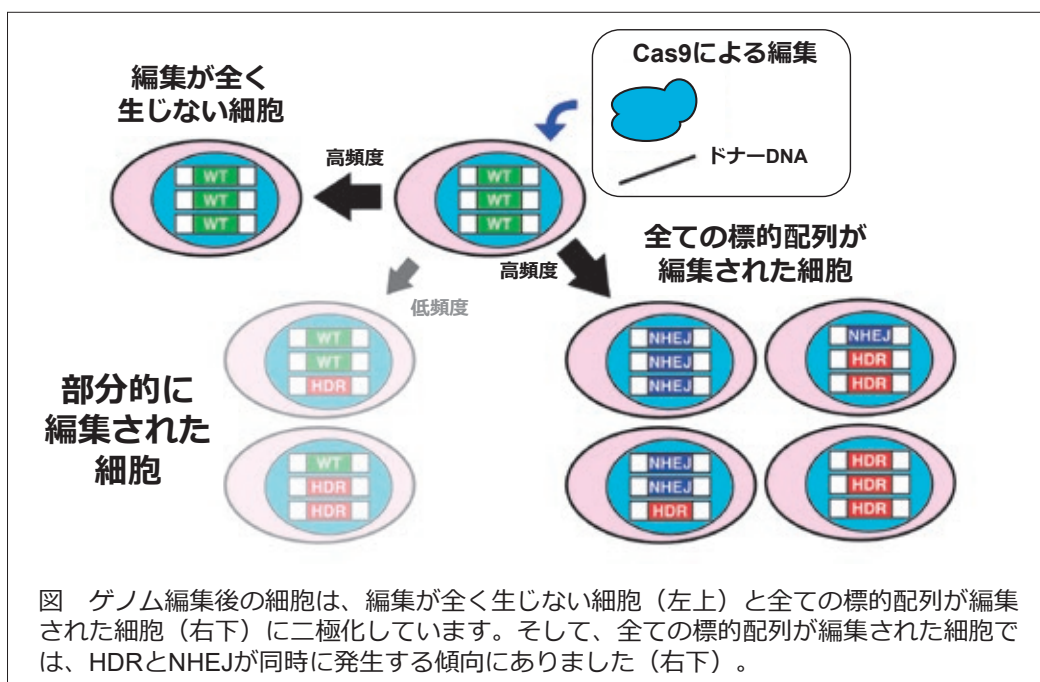 Cas9による編集
ドナーDNA
編集が全く
生じない細胞
高頻度
WT
WT
WT
WT
WT
WT
高頻度
低頻度
全ての標的配列が
編集された細胞
部分的に
編集された
細胞
WT
WT
HDR
WT
HDR
HDR
NHEJ
NHEJ
NHEJ
NHEJ
HDR
HDR
NHEJ
NHEJ
HDR
HDR
HDR
HDR
図 ゲノム編集後の細胞は、編集が全く生じない細胞（左上）と全ての標的配列が編集
された細胞（右下）に二極化しています。そして、全ての標的配列が編集された細胞で
は、HDRとNHEJが同時に発生する傾向にありました（右下）。